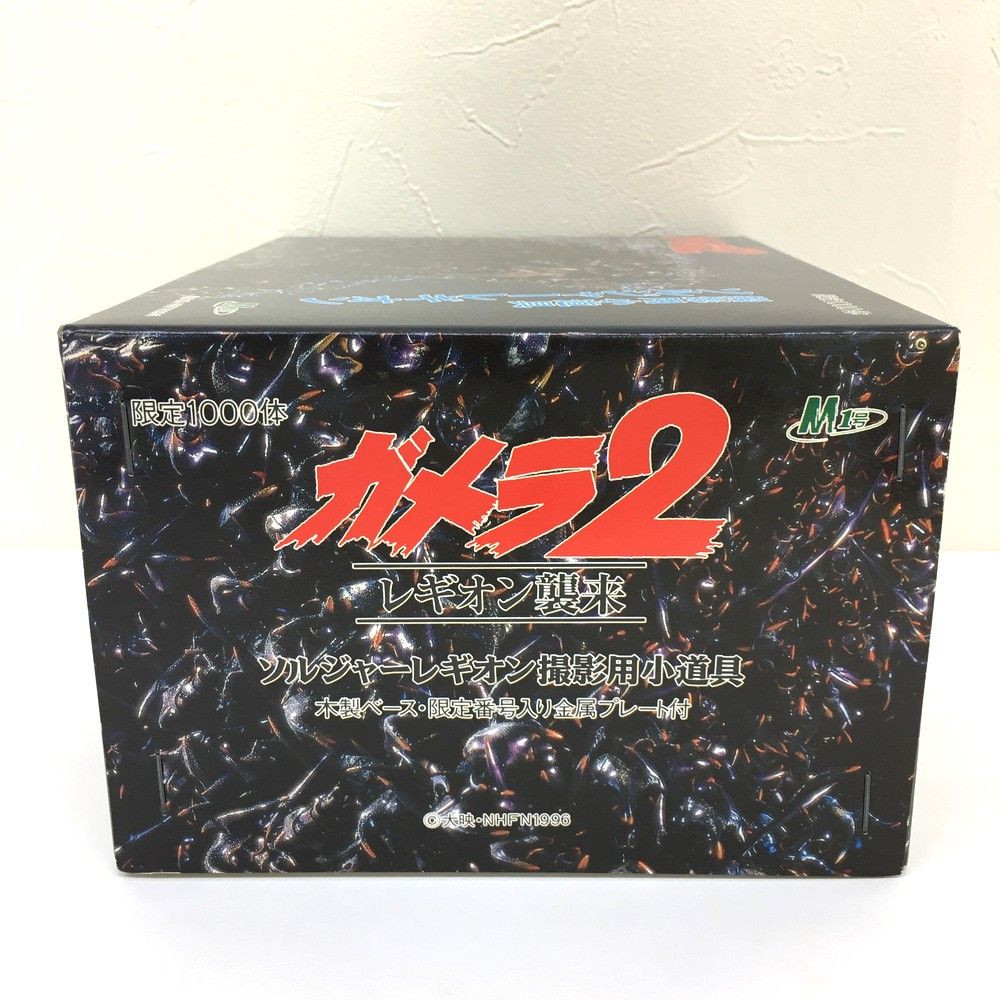 限定1000体
M1号
ガメラ2
レギオン襲来
ソルジャーレギオン撮影用小道具
木製ベース・限定番号入り金属プレート付
©大映・NHFN1996